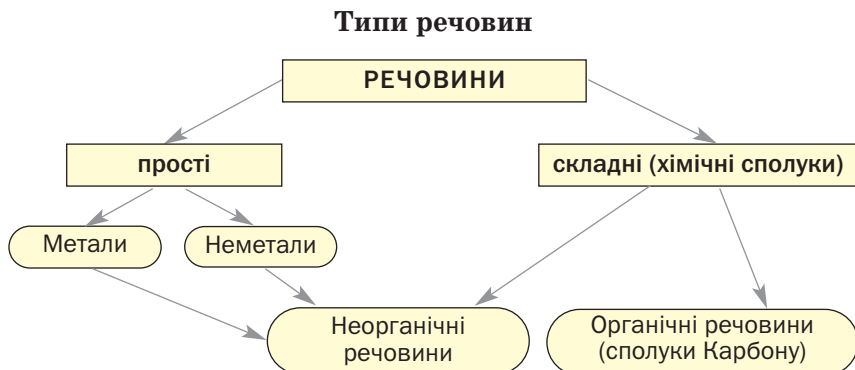 Типи речовин
РЕЧОВИНИ
прості
складні (хімічні сполуки)
Метали
Неметали
Неорганічні
речовини
Органічні речовини
(сполуки Карбону)